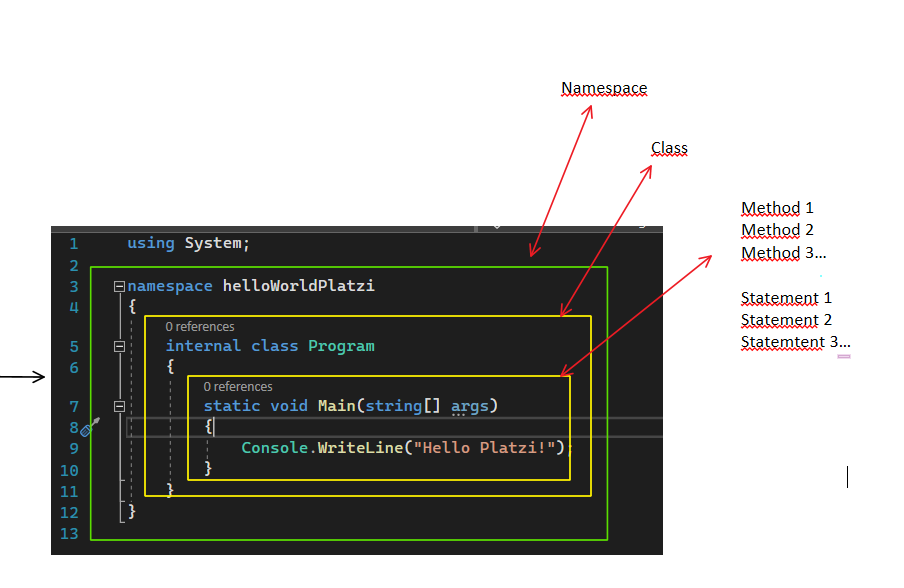 Namespace
Class
Method 1
Method 2
Method 3...
Statement 1
Statement 2
Statemtent 3...
1 using System;
2
3 namespace helloWorldPlatzi
4 {
0 references
5 internal class Program
6 {
0 references
7 static void Main(string[] args)
8 {
9 Console.WriteLine("Hello Platzi!");
10 }
11 }
12 }
13